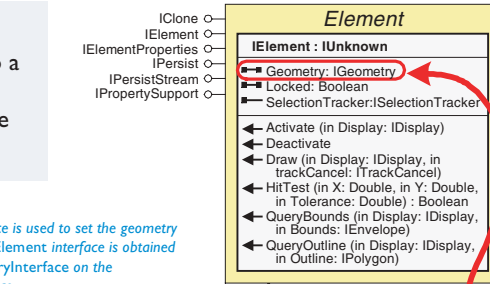 a
e
e is used to set the geometry
Element interface is obtained
ryInterface on the
IClone
IElement
IElementProperties
IPersist
IPersistStream
IPropertySupport
Element
IElement : IUnknown
Geometry: IGeometry
Locked: Boolean
SelectionTracker:ISelectionTracker
Activate (in Display: IDisplay)
Deactivate
Draw (in Display: IDisplay, in
trackCancel: ITrackCancel)
HitTest (in X: Double, in Y: Double,
in Tolerance: Double) : Boolean
QueryBounds (in Display: IDisplay,
in Bounds: IEnvelope)
QueryOutline (in Display: IDisplay,
in Outline: IPolygon)